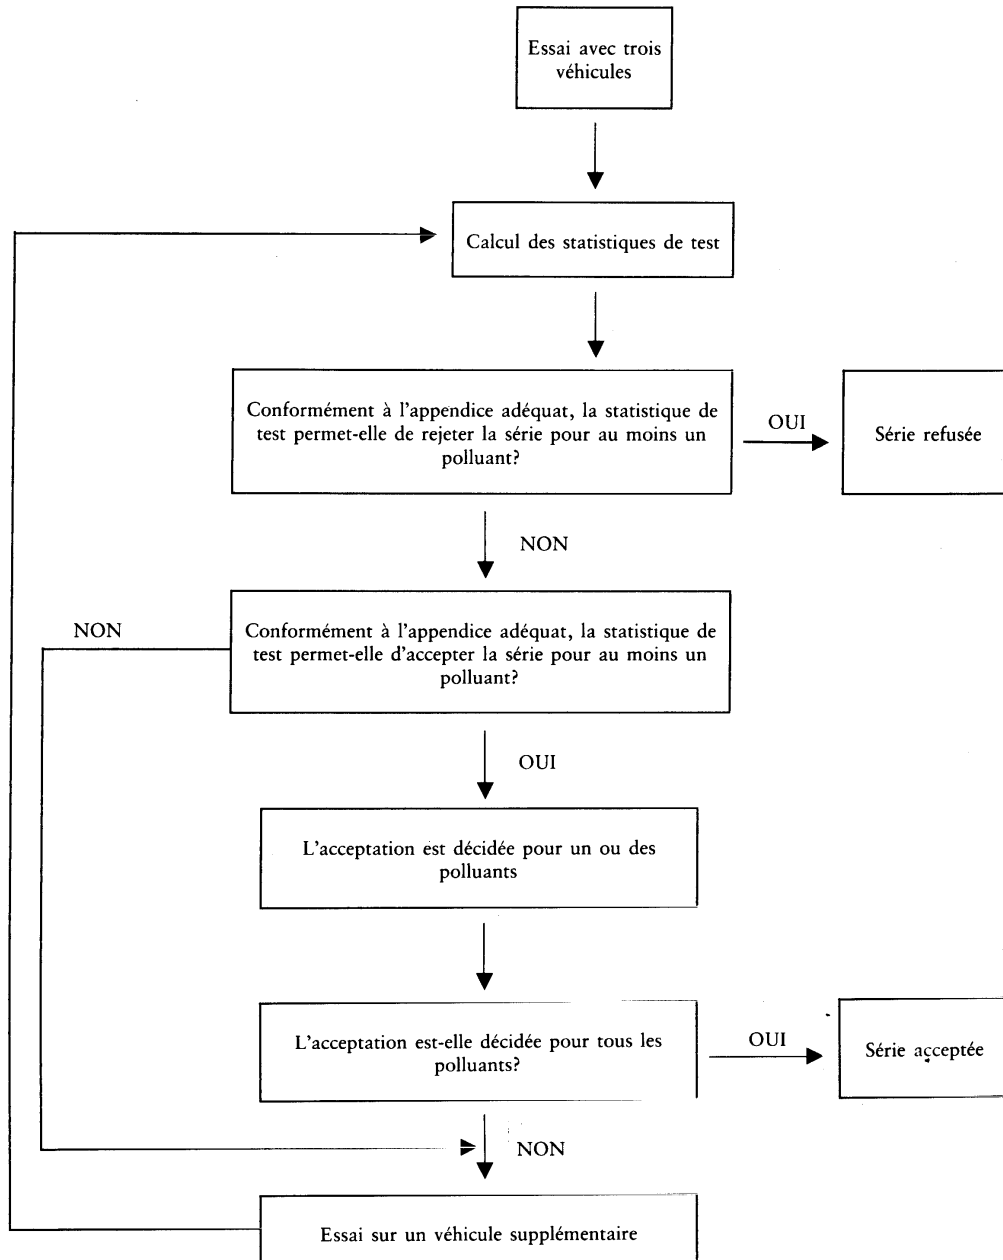 Essai avec trois
véhicules
Calcul des statistiques de test
Conformément à l'appendice adéquat, la statistique de
test permet-elle de rejeter la série pour au moins un
polluant?
OUI
Série refusée
NON
NON
Conformément à l'appendice adéquat, la statistique de
test permet-elle d'accepter la série pour au moins un
polluant?
OUI
L'acceptation est décidée pour un ou des
polluants
L'acceptation est-elle décidée pour tous les
polluants?
OUI
Série acceptée
NON
Essai sur un véhicule supplémentaire